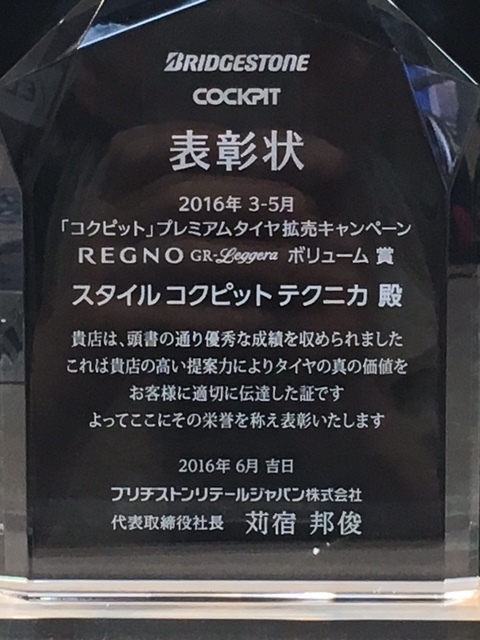 BRIDGESTONE
COCKPIT
表彰状
2016年 3-5月
「コクピット」プレミアムタイヤ拡売キャンペーン
REGNO GR-Leggera ボリューム 賞
スタイル コクピット テクニカ 殿
貴店は、頭書の通り優秀な成績を収められました
これは貴店の高い提案力によりタイヤの真の価値を
お客様に適切に伝達した証です
よってここにその栄誉を称え表彰いたします
2016年 6月 吉日
ブリヂストンリテールジャパン株式会社
代表取締役社長 苅宿 邦俊